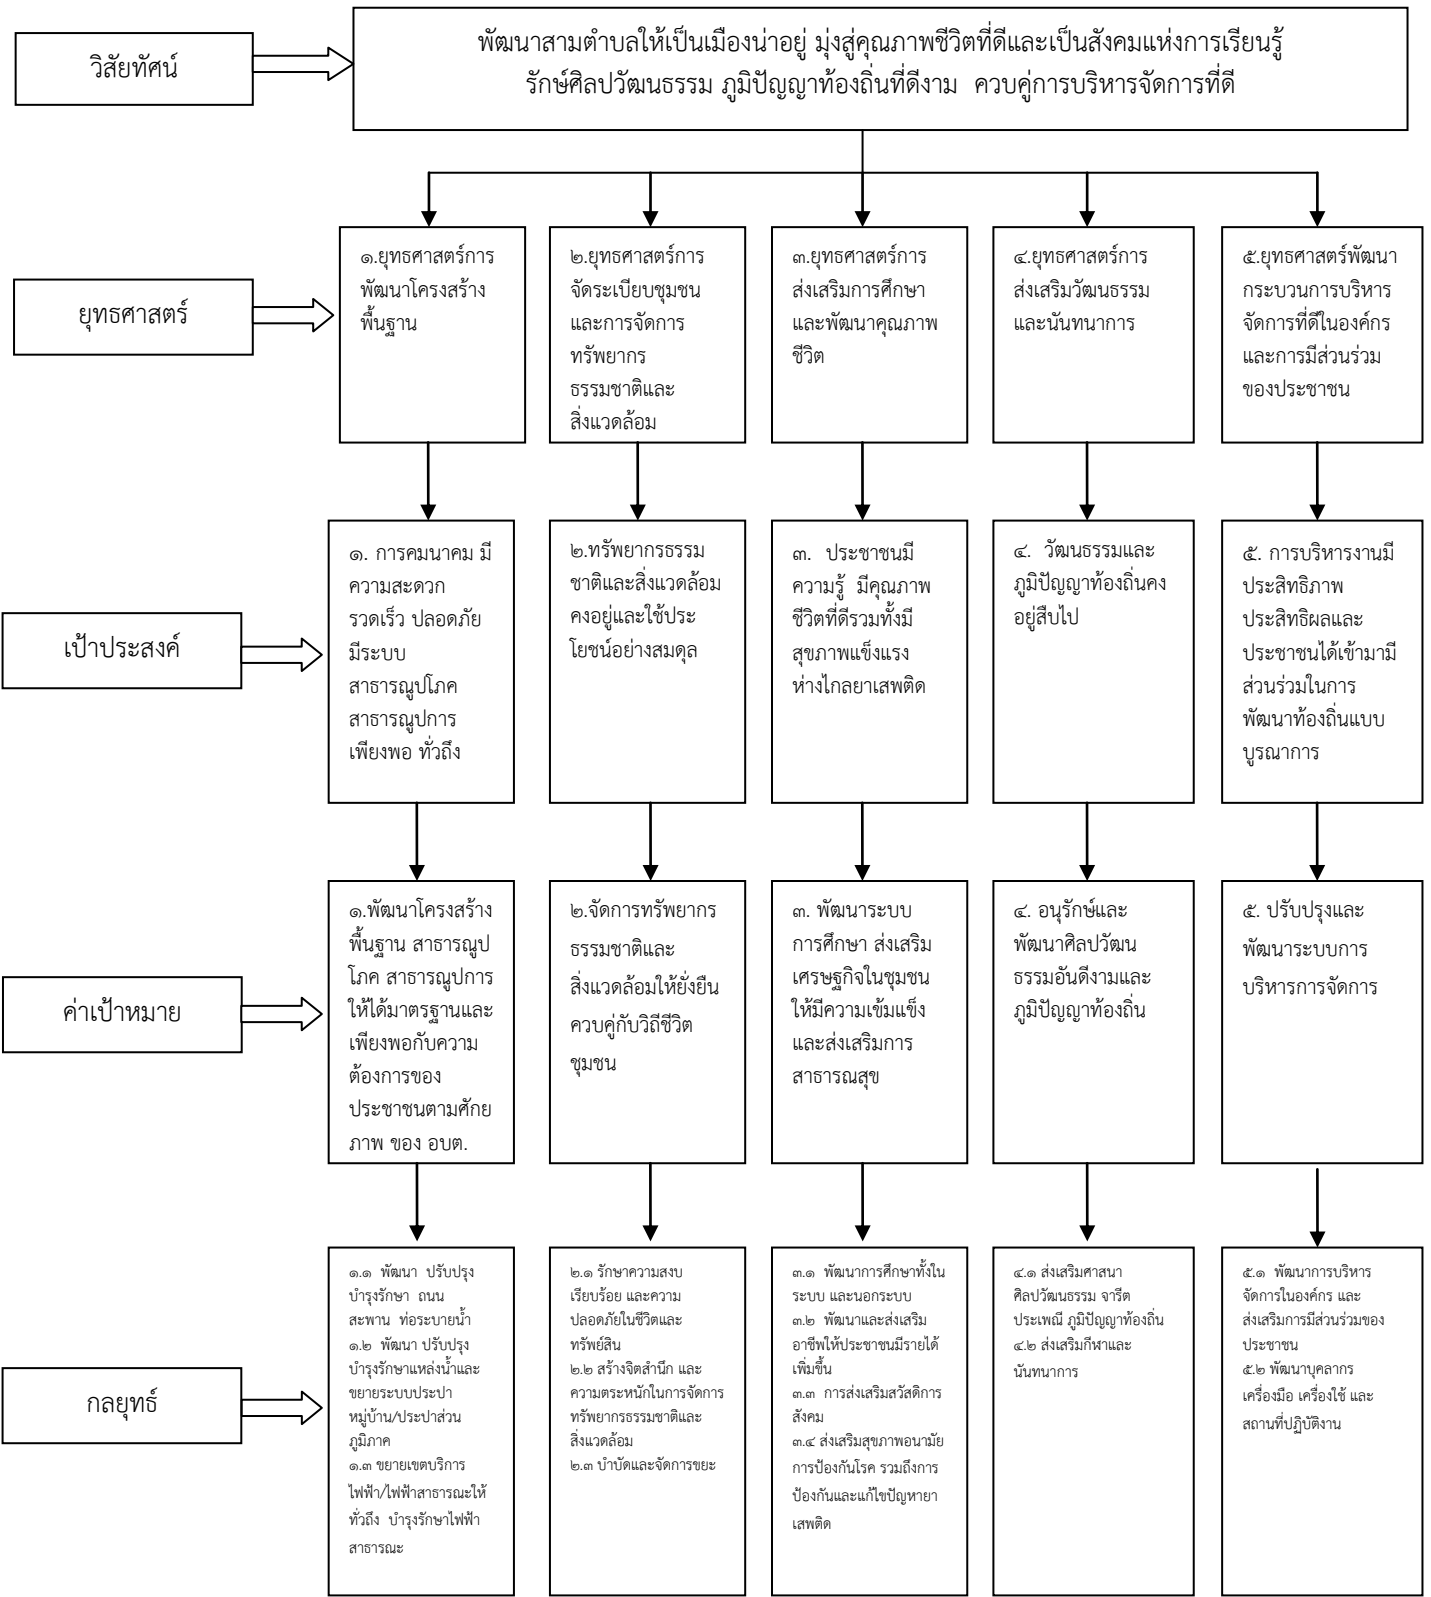 วิสัยทัศน์
พัฒนาสามตำบลให้เป็นเมืองน่าอยู่ มุ่งสู่คุณภาพชีวิตที่ดีและเป็นสังคมแห่งการเรียนรู้
รักษ์ศิลปวัฒนธรรม ภูมิปัญญาท้องถิ่นที่ดีงาม ควบคู่การบริหารจัดการที่ดี
ยุทธศาสตร์
๑.ยุทธศาสตร์การ
พัฒนาโครงสร้าง
พื้นฐาน
๒.ยุทธศาสตร์การ
จัดระเบียบชุมชน
และการจัดการ
ทรัพยากร
ธรรมชาติและ
สิ่งแวดล้อม
๓.ยุทธศาสตร์การ
ส่งเสริมการศึกษา
และพัฒนาคุณภาพ
ชีวิต
๔.ยุทธศาสตร์การ
ส่งเสริมวัฒนธรรม
และนันทนาการ
๕.ยุทธศาสตร์พัฒนา
กระบวนการบริหาร
จัดการที่ดีในองค์กร
และการมีส่วนร่วม
ของประชาชน
เป้าประสงค์
๑. การคมนาคม มี
ความสะดวก
รวดเร็ว ปลอดภัย
มีระบบ
สาธารณูปโภค
สาธารณูปการ
เพียงพอ ทั่วถึง
๒.ทรัพยากรธรรม
ชาติและสิ่งแวดล้อม
คงอยู่และใช้ประ
โยชน์อย่างสมดุล
๓. ประชาชนมี
ความรู้ มีคุณภาพ
ชีวิตที่ดีรวมทั้งมี
สุขภาพแข็งแรง
ห่างไกลยาเสพติด
๔. วัฒนธรรมและ
ภูมิปัญญาท้องถิ่นคง
อยู่สืบไป
๕. การบริหารงานมี
ประสิทธิภาพ
ประสิทธิผลและ
ประชาชนได้เข้ามามี
ส่วนร่วมในการ
พัฒนาท้องถิ่นแบบ
บูรณาการ
ค่าเป้าหมาย
๑.พัฒนาโครงสร้าง
พื้นฐาน สาธารณูป
โภค สาธารณูปการ
ให้ได้มาตรฐานและ
เพียงพอกับความ
ต้องการของ
ประชาชนตามศักย
ภาพ ของ อบต.
๒.จัดการทรัพยากร
ธรรมชาติและ
สิ่งแวดล้อมให้ยั่งยืน
ควบคู่กับวิถีชีวิต
ชุมชน
๓. พัฒนาระบบ
การศึกษา ส่งเสริม
เศรษฐกิจในชุมชน
ให้มีความเข้มแข็ง
และส่งเสริมการ
สาธารณสุข
๔. อนุรักษ์และ
พัฒนาศิลปวัฒน
ธรรมอันดีงามและ
ภูมิปัญญาท้องถิ่น
๕. ปรับปรุงและ
พัฒนาระบบการ
บริหารการจัดการ
กลยุทธ์
๑.๑ พัฒนา ปรับปรุง
บำรุงรักษา ถนน
สะพาน ท่อระบายน้ำ
๑.๒ พัฒนา ปรับปรุง
บำรุงรักษาแหล่งน้ำและ
ขยายระบบประปา
หมู่บ้าน/ประปาส่วน
ภูมิภาค
๑.๓ ขยายเขตบริการ
ไฟฟ้า/ไฟฟ้าสาธารณะให้
ทั่วถึง บำรุงรักษาไฟฟ้า
สาธารณะ
๒.๑ รักษาความสงบ
เรียบร้อย และความ
ปลอดภัยในชีวิตและ
ทรัพย์สิน
๒.๒ สร้างจิตสำนึก และ
ความตระหนักในการจัดการ
ทรัพยากรธรรมชาติและ
สิ่งแวดล้อม
๒.๓ บำบัดและจัดการขยะ
๓.๑ พัฒนาการศึกษาทั้งใน
ระบบ และนอกระบบ
๓.๒ พัฒนาและส่งเสริม
อาชีพให้ประชาชนมีรายได้
เพิ่มขึ้น
๓.๓ การส่งเสริมสวัสดิการ
สังคม
๓.๔ ส่งเสริมสุขภาพอนามัย
การป้องกันโรค รวมถึงการ
ป้องกันและแก้ไขปัญหายา
เสพติด
๔.๑ ส่งเสริมศาสนา
ศิลปวัฒนธรรม จารีต
ประเพณี ภูมิปัญญาท้องถิ่น
๔.๒ ส่งเสริมกีฬาและ
นันทนาการ
๕.๑ พัฒนาการบริหาร
จัดการในองค์กร และ
ส่งเสริมการมีส่วนร่วมของ
ประชาชน
๕.๒ พัฒนาบุคลากร
เครื่องมือ เครื่องใช้ และ
สถานที่ปฏิบัติงาน